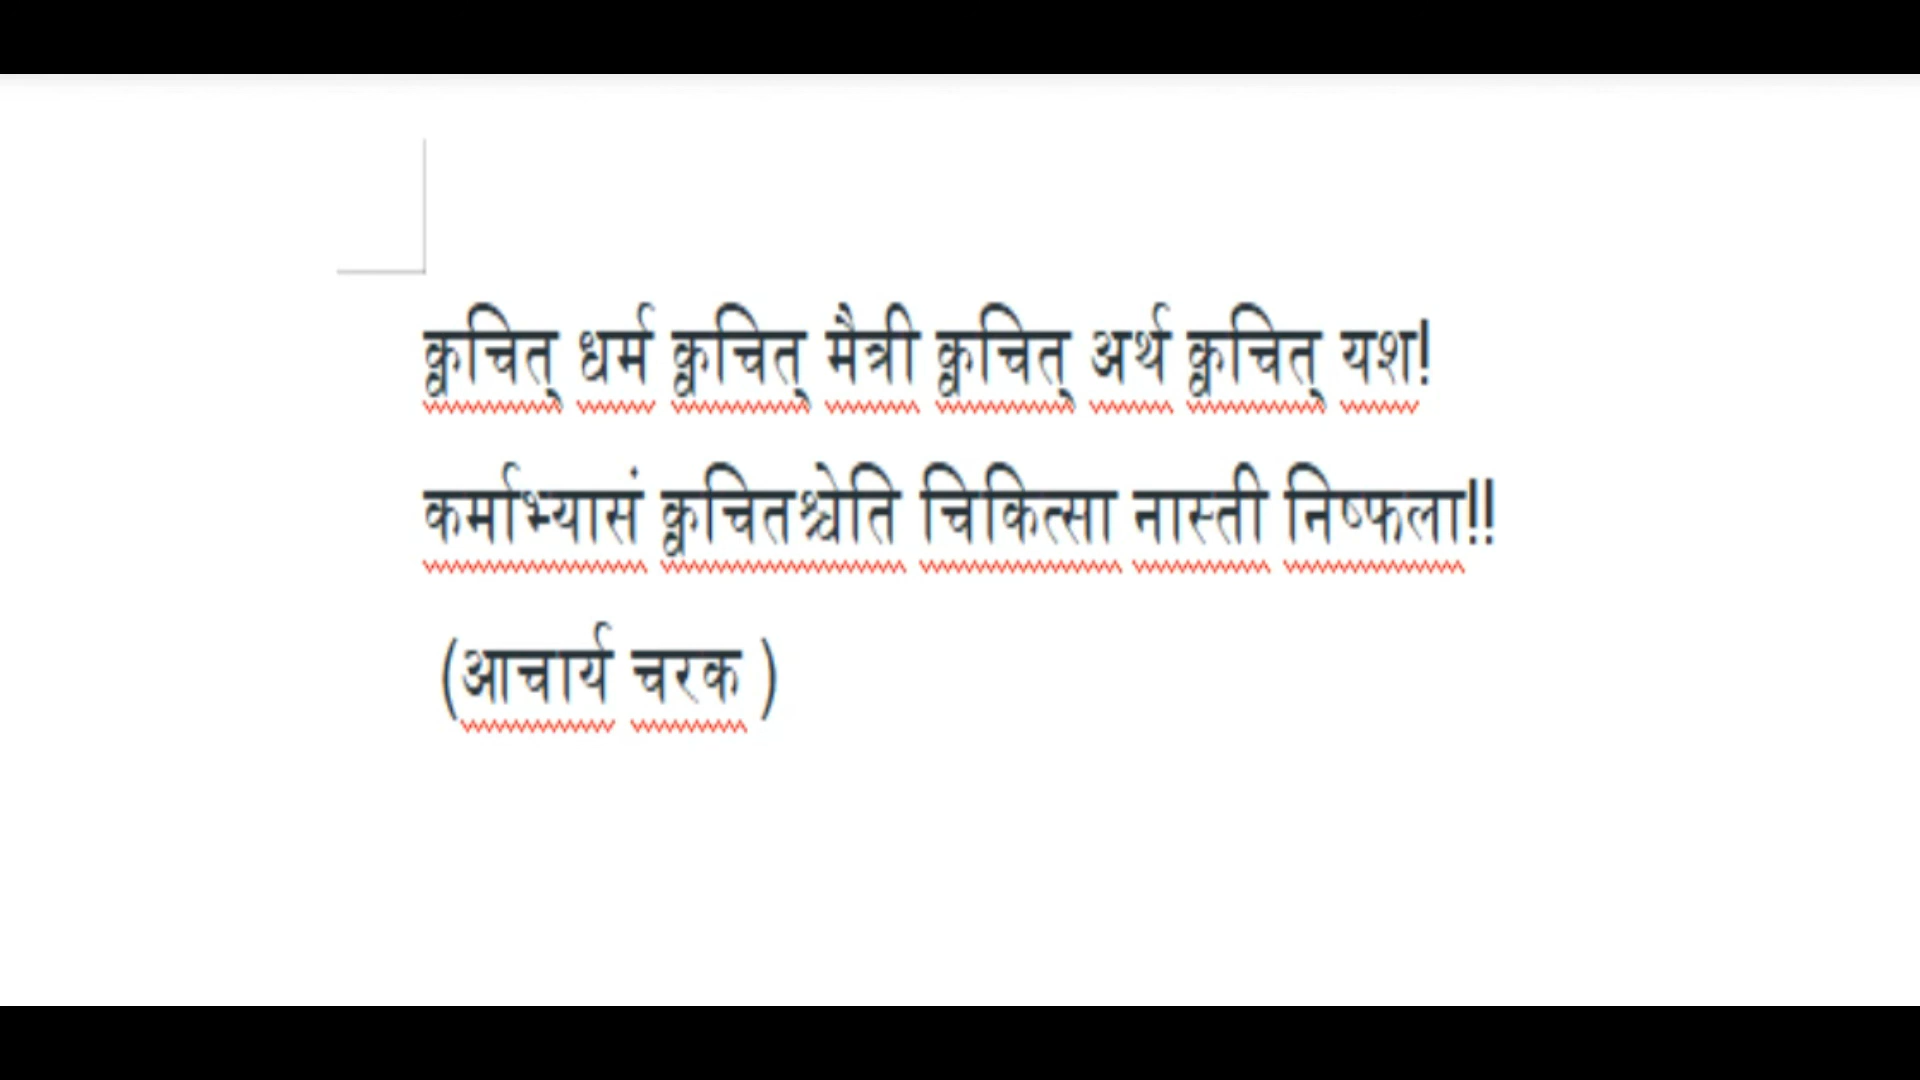 क्वचित् धर्म क्वचित् मैत्री क्वचित् अर्थ क्वचित् यश!
कर्माभ्यासं क्वचितश्चेति चिकित्सा नास्ती निष्फला!!
(आचार्य चरक )